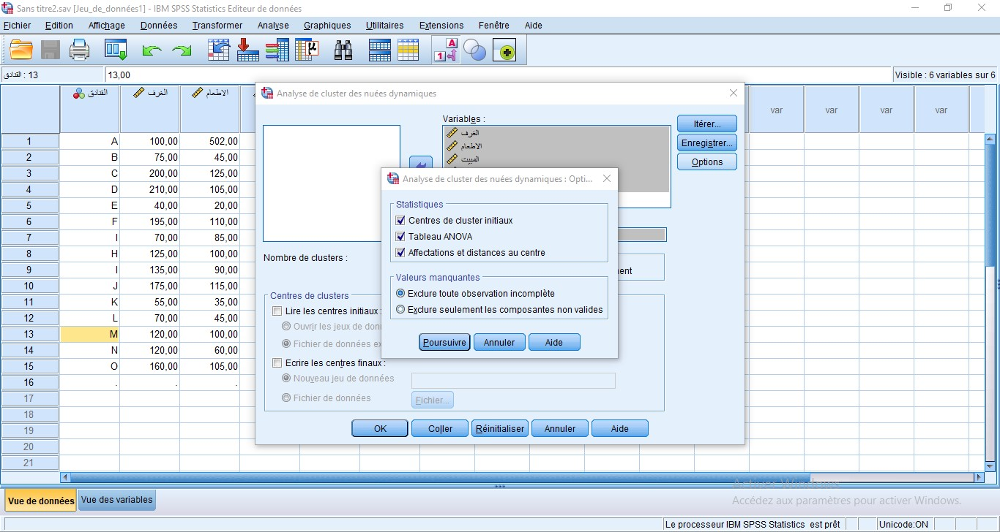 Sans titre2.sav [Jeu_de_données1] - IBM SPSS Statistics Editeur de données
Fichier Edition Affichage Données Transformer Analyse Graphiques Utilitaires Extensions Fenêtre Aide
القنادق : 13 13,00 Visible : 6 variables sur 6
القنادق الغرف الاطعام var var var var
1 A 100,00 502,00
2 B 75,00 45,00
3 C 200,00 125,00
4 D 210,00 105,00
5 E 40,00 20,00
6 F 195,00 110,00
7 I 70,00 85,00
8 H 125,00 100,00
9 I 135,00 90,00
10 J 175,00 115,00
11 K 55,00 35,00
12 L 70,00 45,00
13 M 120,00 100,00
14 N 120,00 60,00
15 O 160,00 105,00
16 . . .
17
18
19
20
21
Analyse de cluster des nuées dynamiques
Variables :
الغرف
الاطعام
المبيت
Itérer...
Enregistrer...
Options
Nombre de clusters :
Centres de clusters
Lire les centres initiaux :
Ouvrir les jeux de don
Fichier de données ex
Ecrire les centres finaux :
Nouveau jeu de données
Fichier de données Fichier...
OK Coller Réinitialiser Annuler Aide
Analyse de cluster des nuées dynamiques : Opti...
Statistiques
Centres de cluster initiaux
Tableau ANOVA
Affectations et distances au centre
Valeurs manquantes
Exclure toute observation incomplète
Exclure seulement les composantes non valides
Poursuivre Annuler Aide
Activer Windows
Accédez aux paramètres pour activer Windows.
Vue de données Vue des variables
Le processeur IBM SPSS Statistics est prêt Unicode:ON